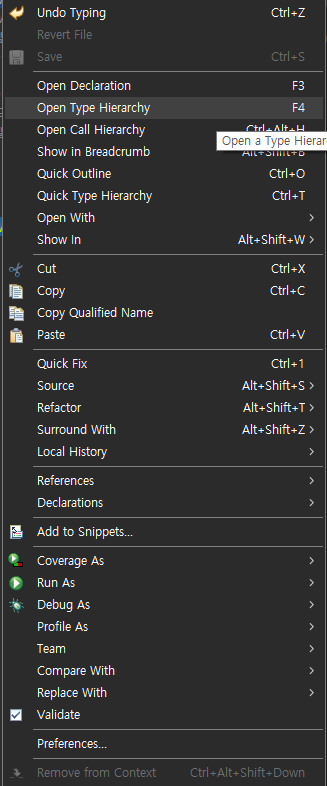 Undo Typing Ctrl+Z
Revert File
Save Ctrl+S
Open Declaration F3
Open Type Hierarchy F4
Open Call Hierarchy Ctrl+Alt+H
Open a Type Hierar
Show in Breadcrumb Alt+Shift+B
Quick Outline Ctrl+O
Quick Type Hierarchy Ctrl+T
Open With
Show In Alt+Shift+W
Cut Ctrl+X
Copy Ctrl+C
Copy Qualified Name
Paste Ctrl+V
Quick Fix Ctrl+1
Source Alt+Shift+S
Refactor Alt+Shift+T
Surround With Alt+Shift+Z
Local History
References
Declarations
Add to Snippets...
Coverage As
Run As
Debug As
Profile As
Team
Compare With
Replace With
Validate
Preferences...
Remove from Context Ctrl+Alt+Shift+Down